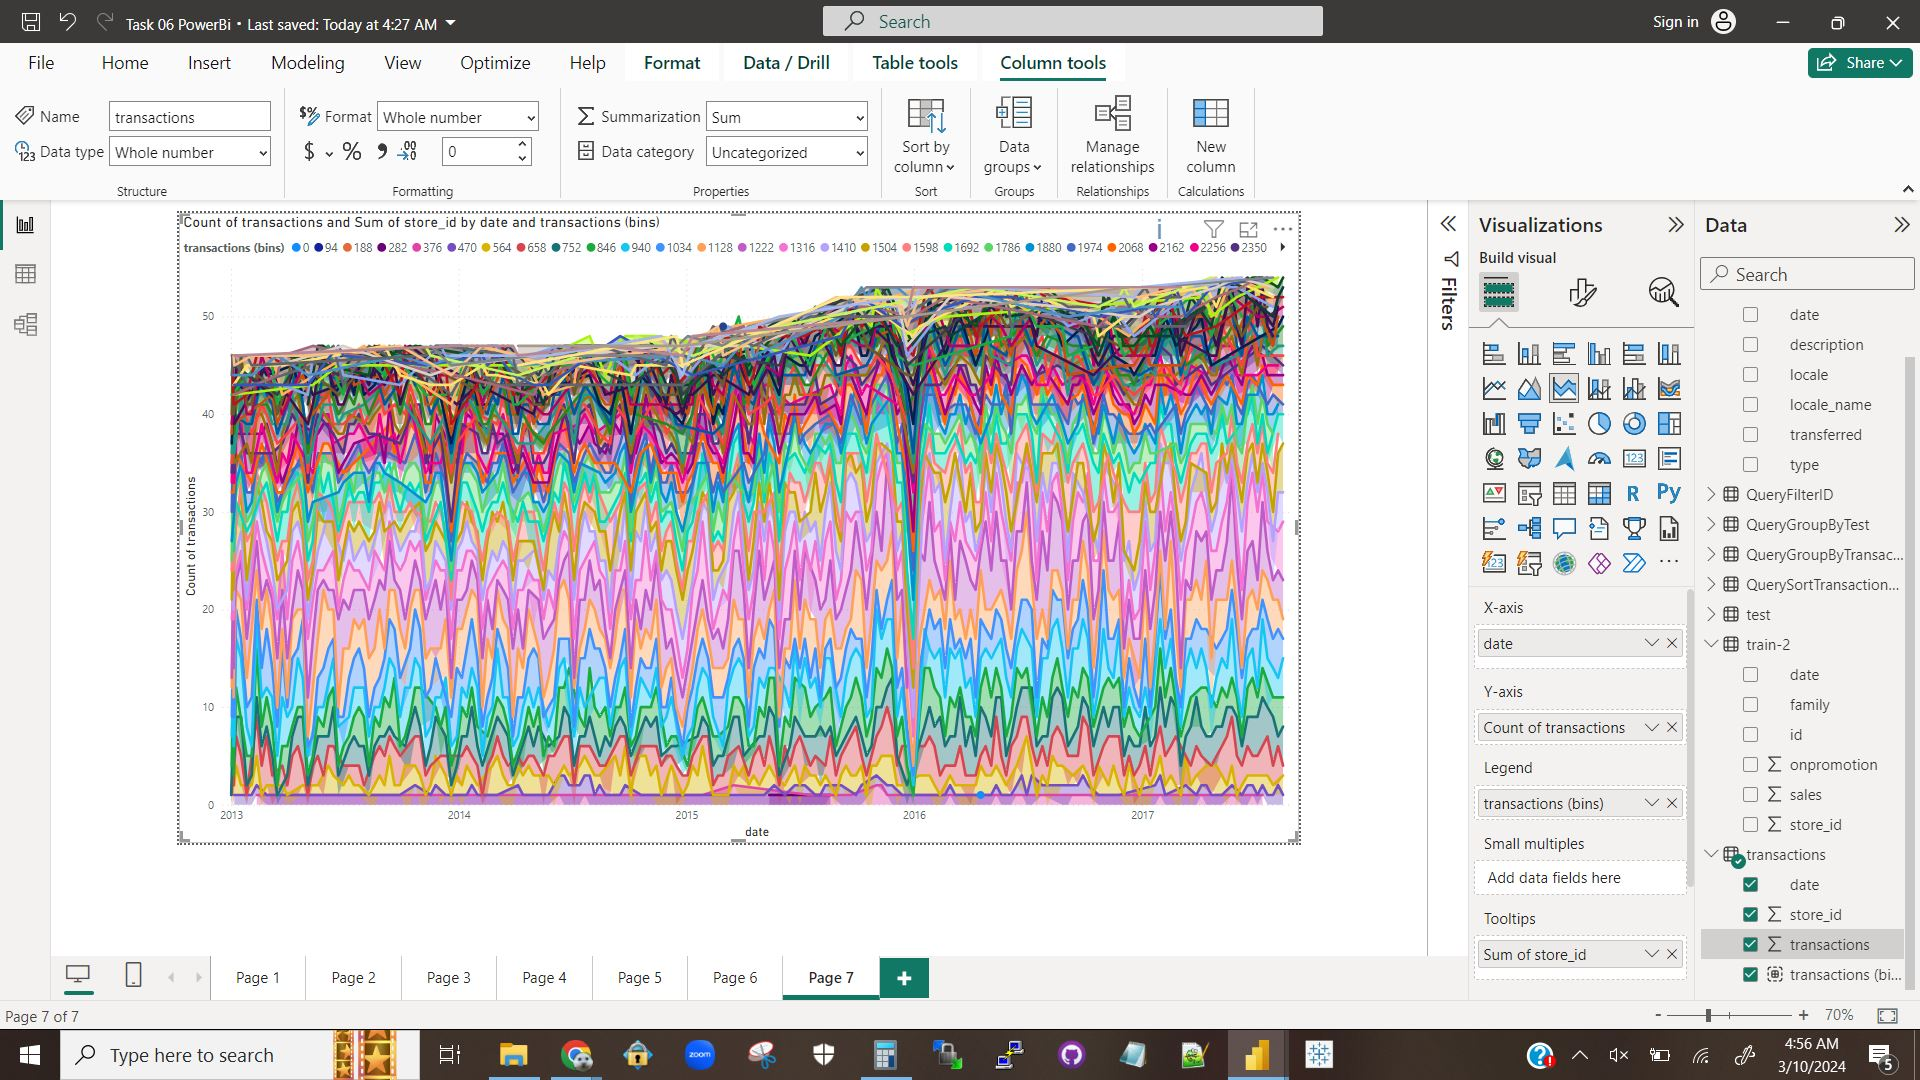 Task 06 PowerBi • Last saved: Today at 4:27 AM
Search
Sign in
File Home Insert Modeling View Optimize Help Format Data / Drill Table tools Column tools
Share
Name transactions
Data type Whole number
Structure
Format Whole number
$ % 0
Formatting
Summarization Sum
Data category Uncategorized
Properties
Sort by
column
Sort
Data
groups
Groups
Manage
relationships
Relationships
New
column
Calculations
Count of transactions and Sum of store_id by date and transactions (bins)
transactions (bins) 0 94 188 282 376 470 564 658 752 846 940 1034 1128 1222 1316 1410 1504 1598 1692 1786 1880 1974 2068 2162 2256 2350
Count of transactions
50
40
30
20
10
0
2013 2014 2015 2016 2017
date
Filters
Visualizations
Build visual
R Py
123
X-axis
date
Y-axis
Count of transactions
Legend
transactions (bins)
Small multiples
Add data fields here
Tooltips
Sum of store_id
Data
Search
date
description
locale
locale_name
transferred
type
QueryFilterID
QueryGroupByTest
QueryGroupByTransac...
QuerySortTransaction...
test
train-2
date
family
id
onpromotion
sales
store_id
transactions
date
store_id
transactions
transactions (bi...
Page 1 Page 2 Page 3 Page 4 Page 5 Page 6 Page 7 +
Page 7 of 7
- + 70%
Type here to search
zoom
4:56 AM
3/10/2024
5